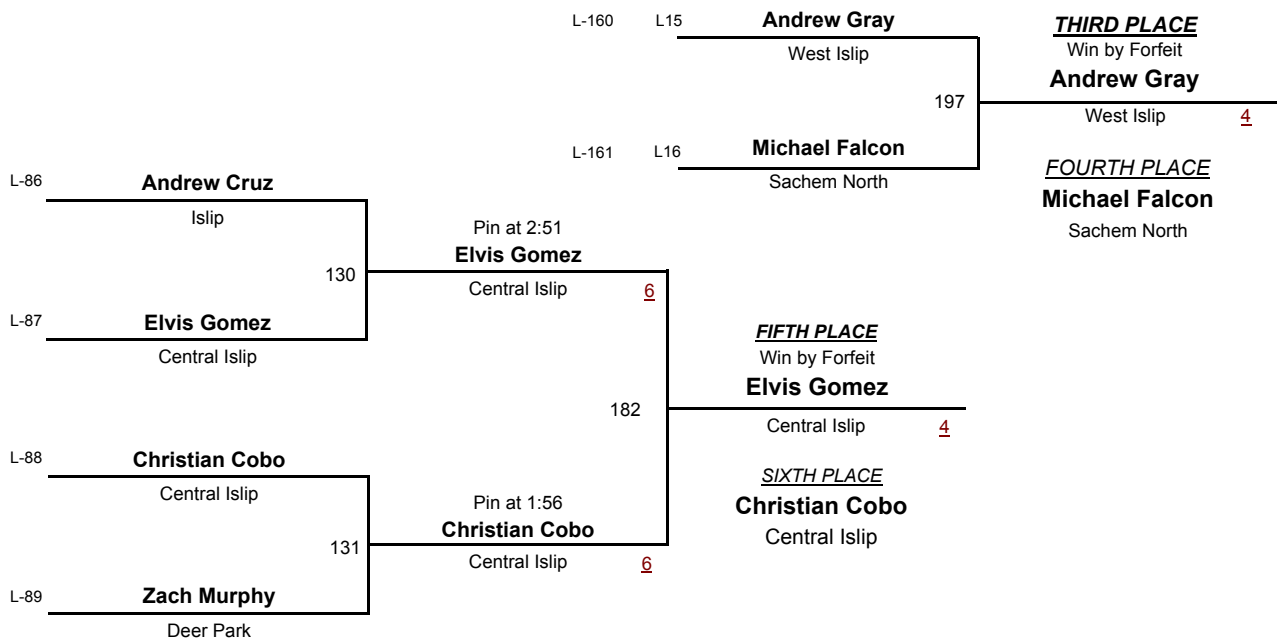 L-160 L15 Andrew Gray
West Islip
THIRD PLACE
Win by Forfeit
Andrew Gray
197
West Islip 4
L-161 L16 Michael Falcon
Sachem North
FOURTH PLACE
Michael Falcon
Sachem North
L-86 Andrew Cruz
Islip
Pin at 2:51
130 Elvis Gomez
Central Islip 6
L-87 Elvis Gomez
Central Islip
FIFTH PLACE
Win by Forfeit
Elvis Gomez
182
Central Islip 4
L-88 Christian Cobo
Central Islip
SIXTH PLACE
Christian Cobo
Central Islip
Pin at 1:56
Christian Cobo
131
Central Islip 6
L-89 Zach Murphy
Deer Park